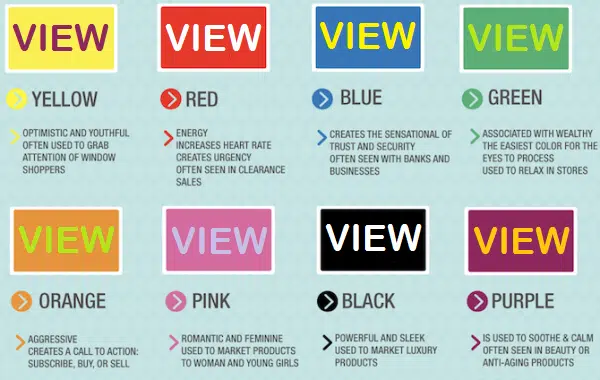 VIEW
VIEW
VIEW
VIEW
YELLOW
RED
BLUE
GREEN
OPTIMISTIC AND YOUTHFUL
OFTEN USED TO GRAB
ATTENTION OF WINDOW
SHOPPERS
ENERGY
INCREASES HEART RATE
CREATES URGENCY
OFTEN SEEN IN CLEARANCE
SALES
CREATES THE SENSATIONAL OF
TRUST AND SECURITY
OFTEN SEEN WITH BANKS AND
BUSINESSES
ASSOCIATED WITH WEALTHY
THE EASIEST COLOR FOR THE
EYES TO PROCESS
USED TO RELAX IN STORES
VIEW
VIEW
VIEW
VIEW
ORANGE
PINK
BLACK
PURPLE
AGGRESSIVE
CREATES A CALL TO ACTION:
SUBSCRIBE, BUY, OR SELL
ROMANTIC AND FEMININE
USED TO MARKET PRODUCTS
TO WOMAN AND YOUNG GIRLS
POWERFUL AND SLEEK
USED TO MARKET LUXURY
PRODUCTS
IS USED TO SOOTHE & CALM
OFTEN SEEN IN BEAUTY OR
ANTI-AGING PRODUCTS